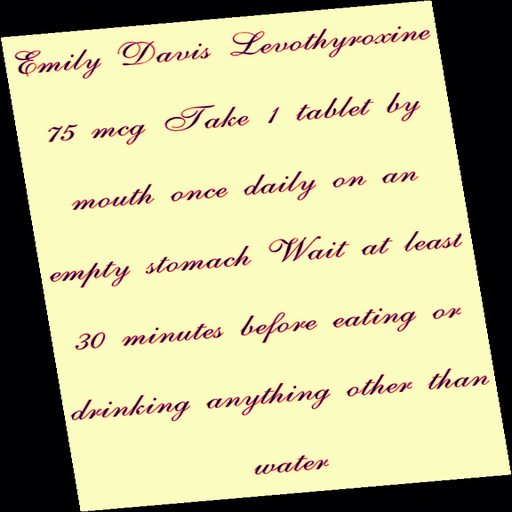 Emily Davis Levothyroxine
75 mcg Take 1 tablet by
mouth once daily on an
empty stomach Wait at least
30 minutes before eating or
drinking anything other than
water